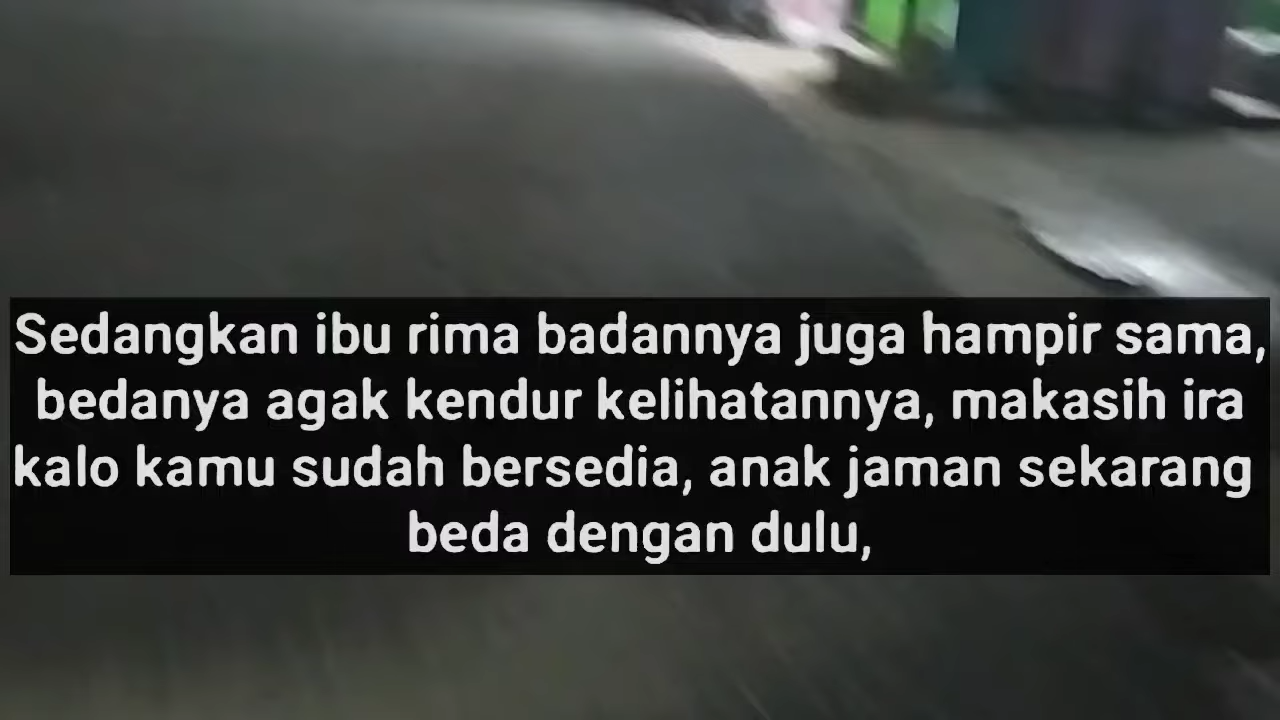 Sedangkan ibu rima badannya juga hampir sama,
bedanya agak kendur kelihatannya, makasih ira
kalo kamu sudah bersedia, anak jaman sekarang
beda dengan dulu,